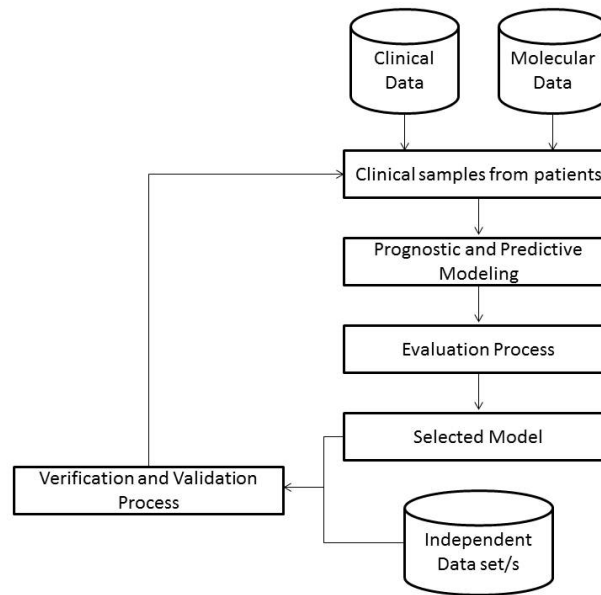 Clinical
Data
Molecular
Data
Clinical samples from patients
Prognostic and Predictive
Modeling
Evaluation Process
Selected Model
Verification and Validation
Process
Independent
Data set/s